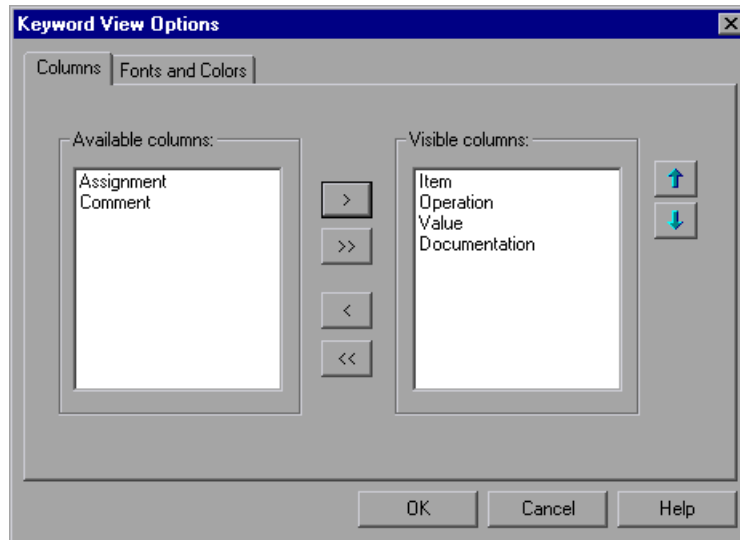 Keyword View Options
Columns
Fonts and Colors
Available columns:
Assignment
Comment
>
>>
<
<<
Visible columns:
Item
Operation
Value
Documentation
OK
Cancel
Help